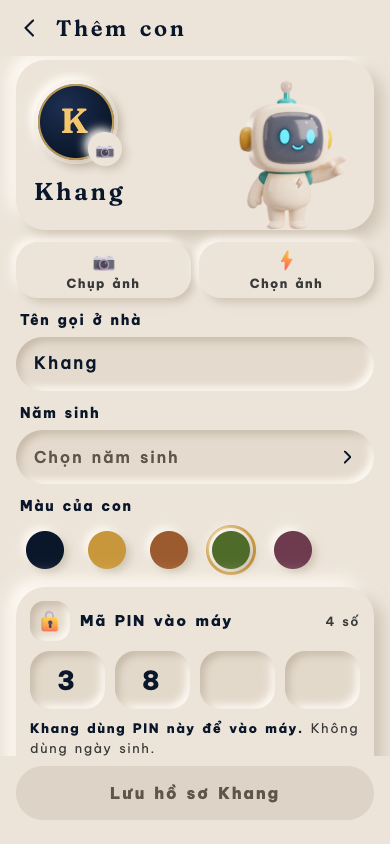 Thêm con
K
Khang
Chụp ảnh
Chọn ảnh
Tên gọi ở nhà
Khang
Năm sinh
Chọn năm sinh
Màu của con
Mã PIN vào máy
4 số
3 8
Khang dùng PIN này để vào máy. Không
dùng ngày sinh.
Lưu hồ sơ Khang